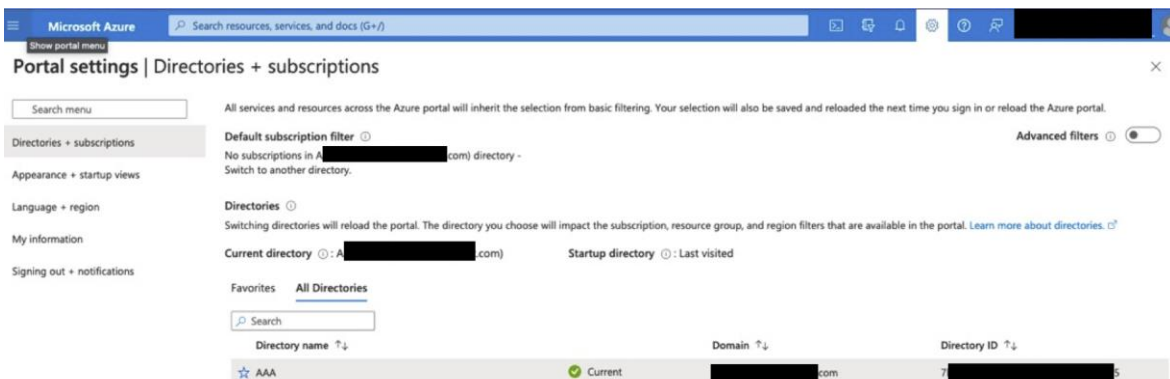 Microsoft Azure
Search resources, services, and docs (G+/)
Show portal menu
Portal settings | Directories + subscriptions
Search menu
All services and resources across the Azure portal will inherit the selection from basic filtering. Your selection will also be saved and reloaded the next time you sign in or reload the Azure portal.
Directories + subscriptions
Default subscription filter
Advanced filters
No subscriptions in A com) directory -
Switch to another directory.
Appearance + startup views
Language + region
Directories
Switching directories will reload the portal. The directory you choose will impact the subscription, resource group, and region filters that are available in the portal. Learn more about directories.
My information
Current directory : A .com)
Startup directory : Last visited
Signing out + notifications
Favorites All Directories
Search
Directory name Domain Directory ID
AAA Current com 7 5